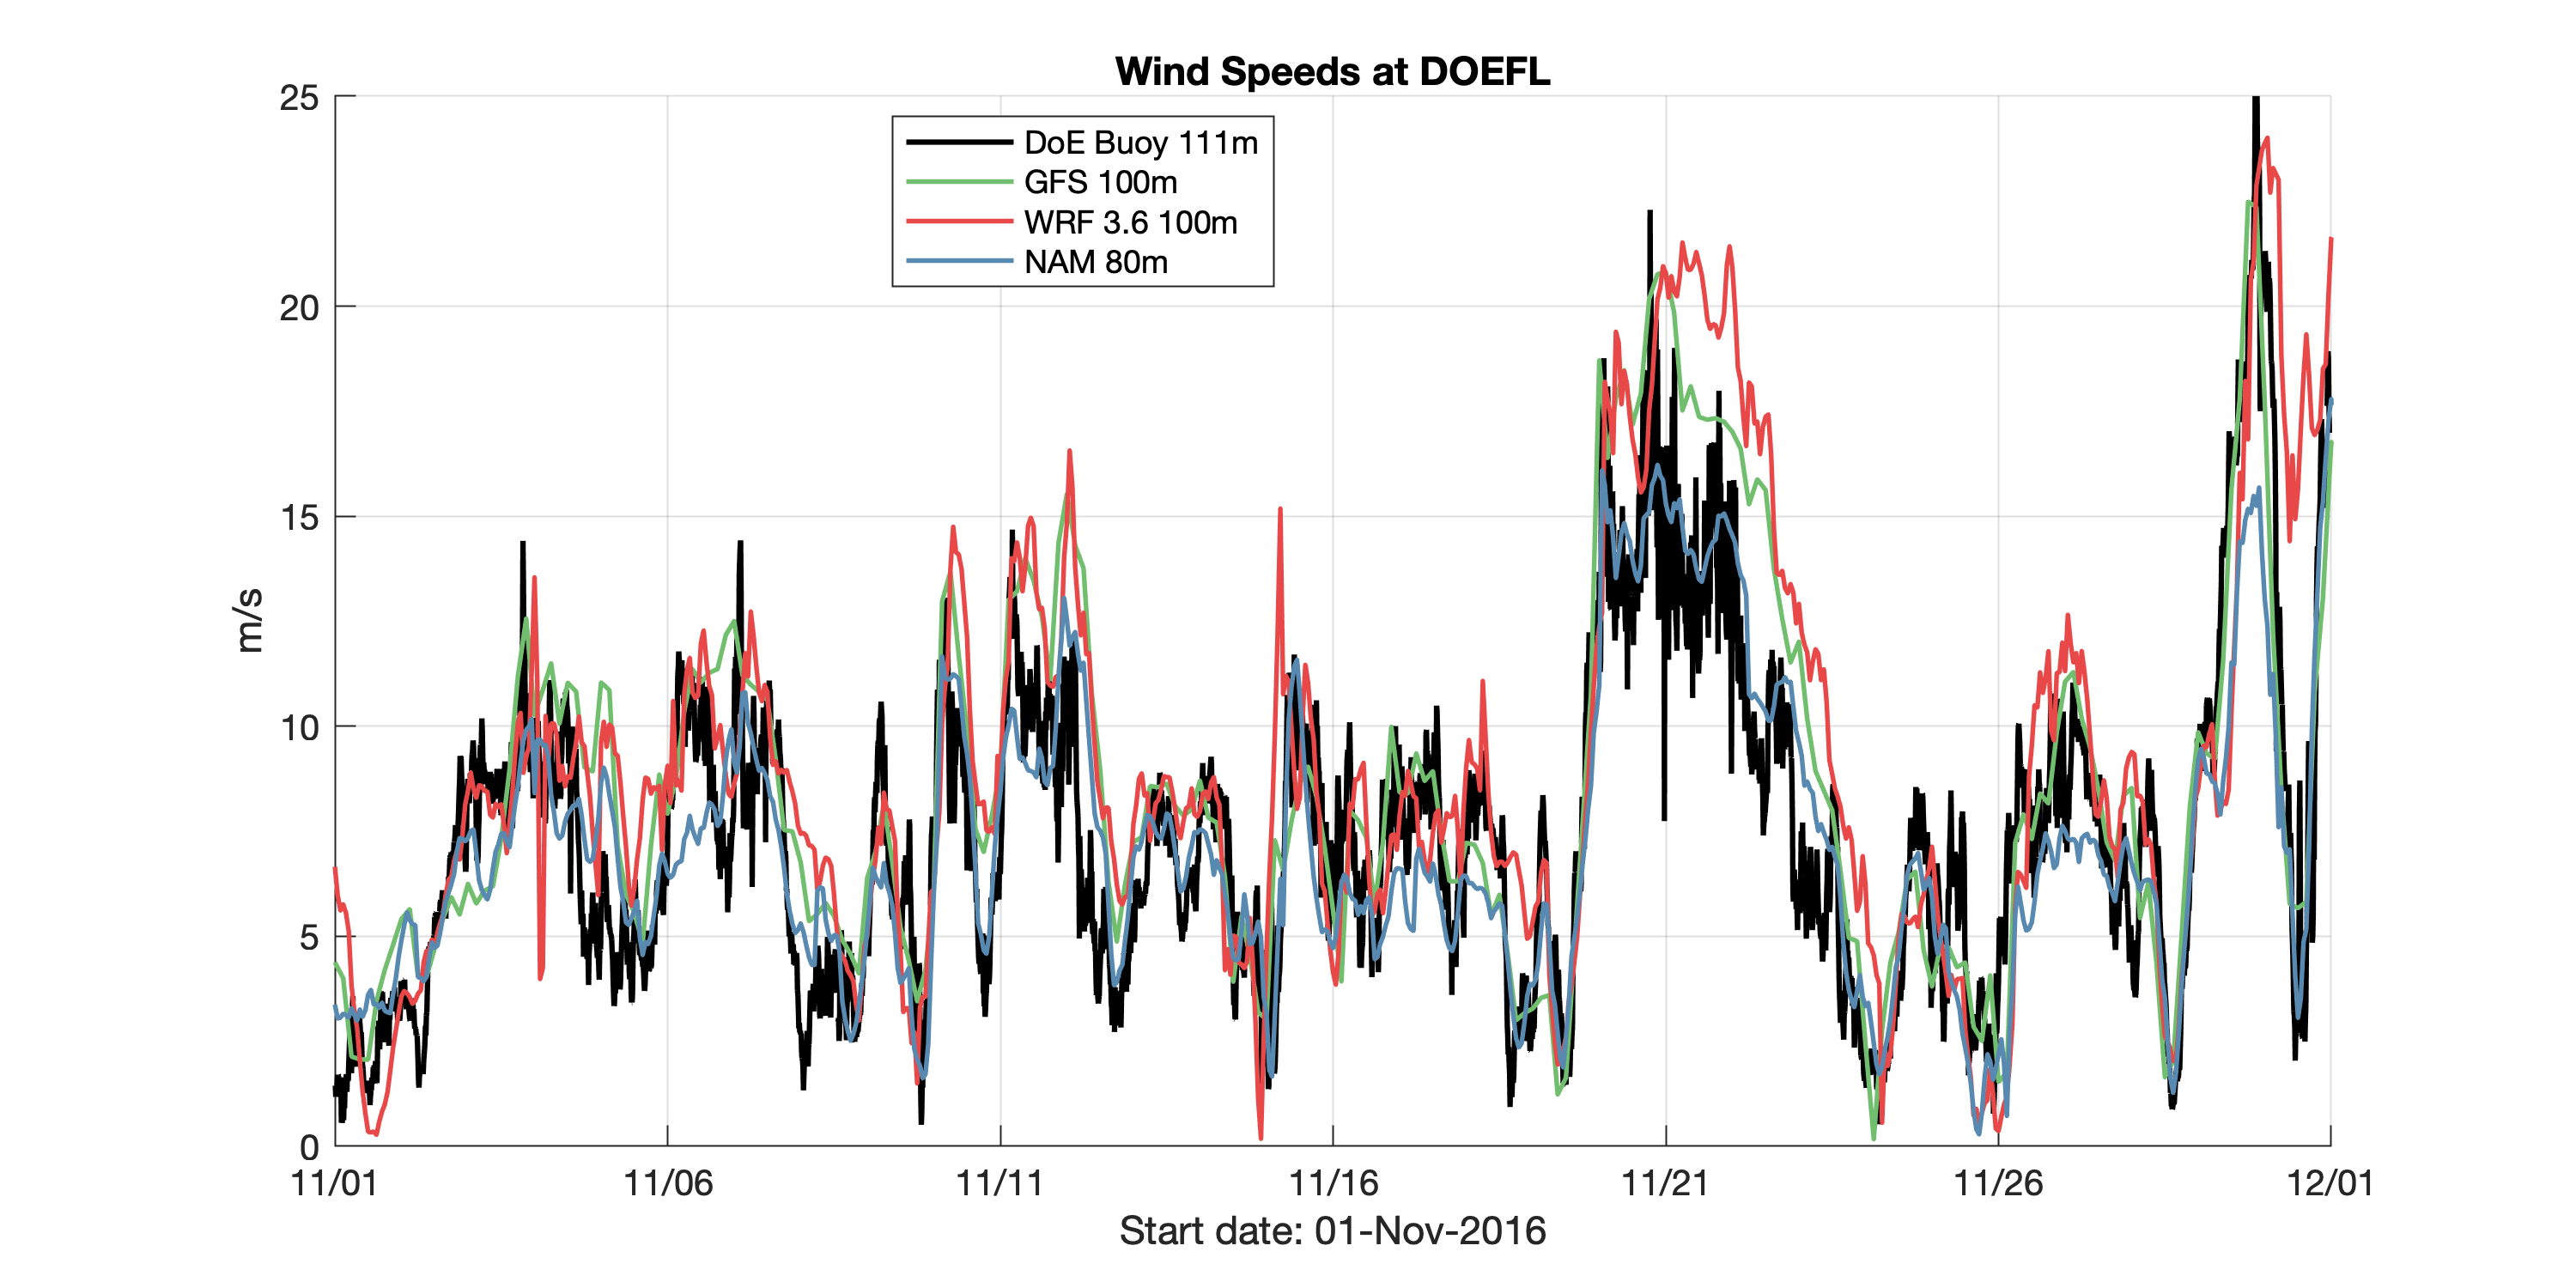 Wind Speeds at DOEFL
25
20
15
10
5
0
m/s
DoE Buoy 111m
GFS 100m
WRF 3.6 100m
NAM 80m
11/01 11/06 11/11 11/16 11/21 11/26 12/01
Start date: 01-Nov-2016